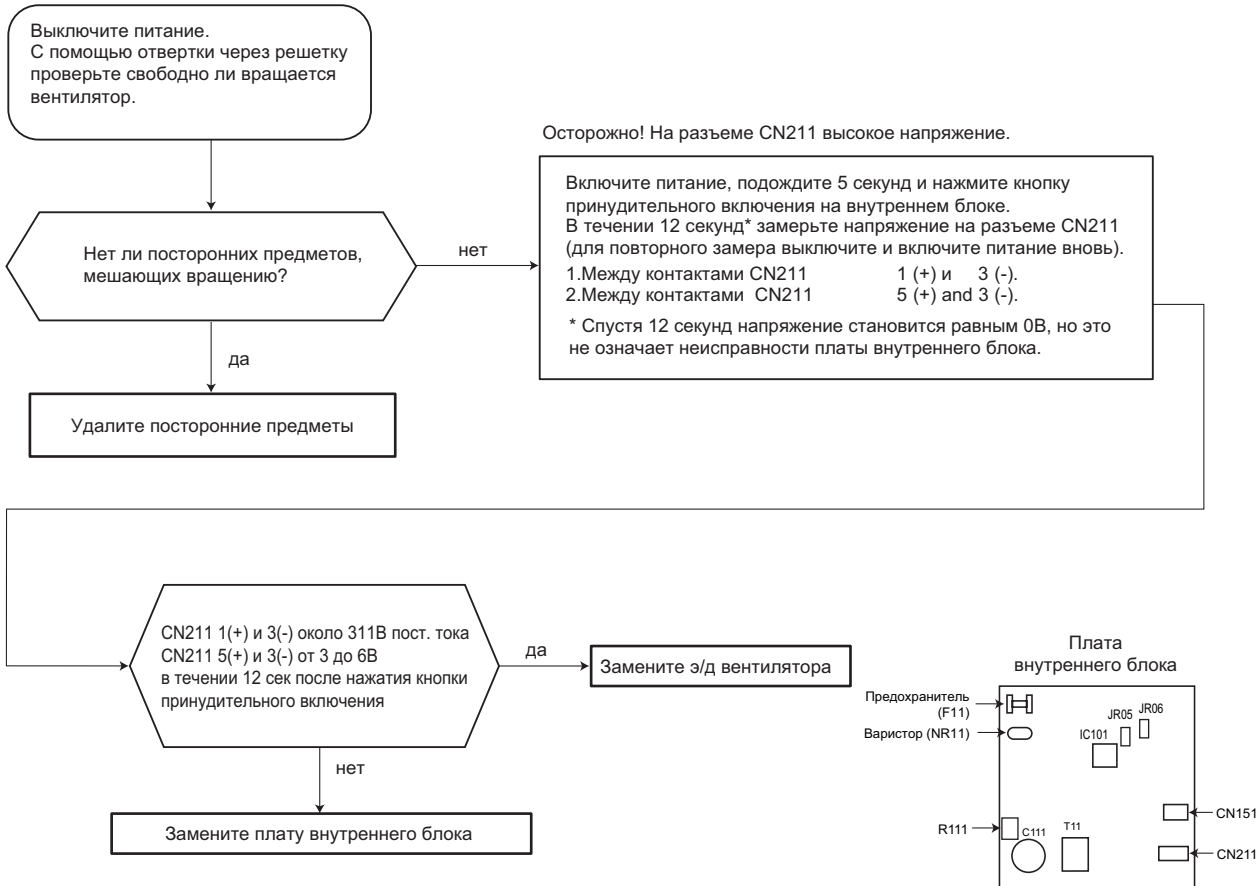 Выключите питание.
С помощью отвертки через решетку
проверьте свободно ли вращается
вентилятор.
Осторожно! На разъеме CN211 высокое напряжение.
Нет ли посторонних предметов,
мешающих вращению?
нет
Включите питание, подождите 5 секунд и нажмите кнопку
принудительного включения на внутреннем блоке.
В течении 12 секунд* замерьте напряжение на разъеме CN211
(для повторного замера выключите и включите питание вновь).
1.Между контактами CN211 1 (+) и 3 (-).
2.Между контактами CN211 5 (+) and 3 (-).
* Спустя 12 секунд напряжение становится равным 0В, но это
не означает неисправности платы внутреннего блока.
да
Удалите посторонние предметы
CN211 1(+) и 3(-) около 311В пост. тока
CN211 5(+) и 3(-) от 3 до 6В
в течении 12 сек после нажатия кнопки
принудительного включения
да
Замените э/д вентилятора
нет
Замените плату внутреннего блока
Плата
внутреннего блока
Предохранитель
(F11)
Варистор (NR11)
JR05
JR06
IC101
CN151
R111
C111
T11
CN211